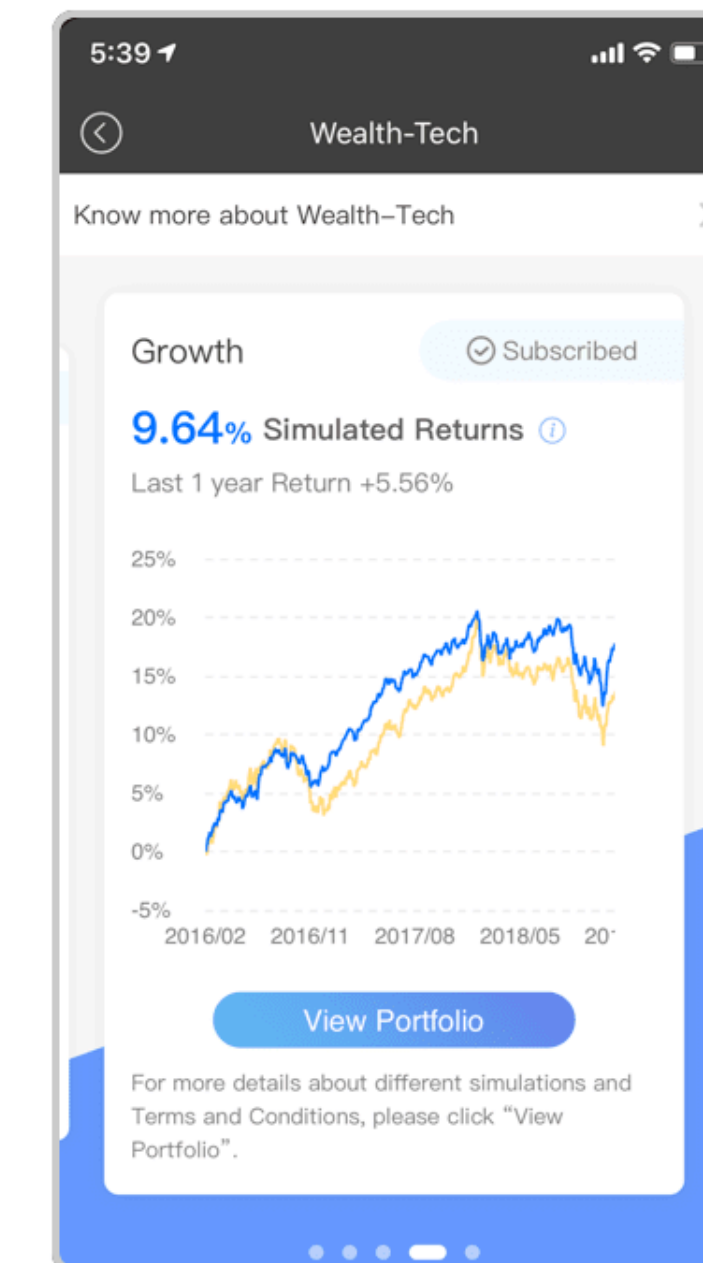 5:39
Wealth-Tech
Know more about Wealth–Tech
Growth
Subscribed
9.64% Simulated Returns
Last 1 year Return +5.56%
25%
20%
15%
10%
5%
0%
-5%
2016/02 2016/11 2017/08 2018/05 20
View Portfolio
For more details about different simulations and
Terms and Conditions, please click “View
Portfolio”.